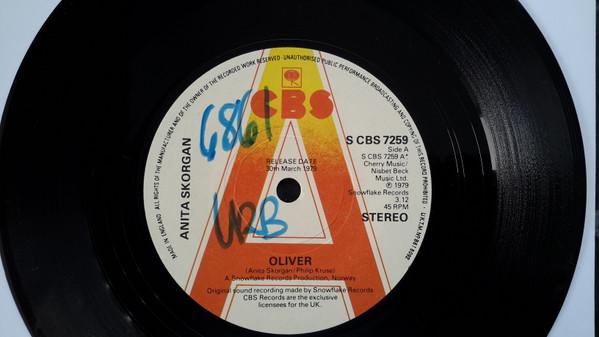 MADE IN ENGLAND. ALL RIGHTS OF THE MANUFACTURER AND OF THE OWNER OF THE RECORDED WORK RESERVED · UNAUTHORISED PUBLIC PERFORMANCE BROADCASTING AND COPYING OF THIS RECORD PROHIBITED
CBS
ANITA SKORGAN
6861
RELEASE DATE
30th March 1979
S CBS 7259
Side A
S CBS 7259 A
Cherry Music/
Nisbet Beck
Music Ltd.
℗ 1979
Snowflake Records
3.12
45 RPM
STEREO
OLIVER
(Anita Skorgan/Philip Kruse)
A Snowflake Records Production, Norway
Original sound recording made by Snowflake Records
CBS Records are the exclusive
licensees for the UK.